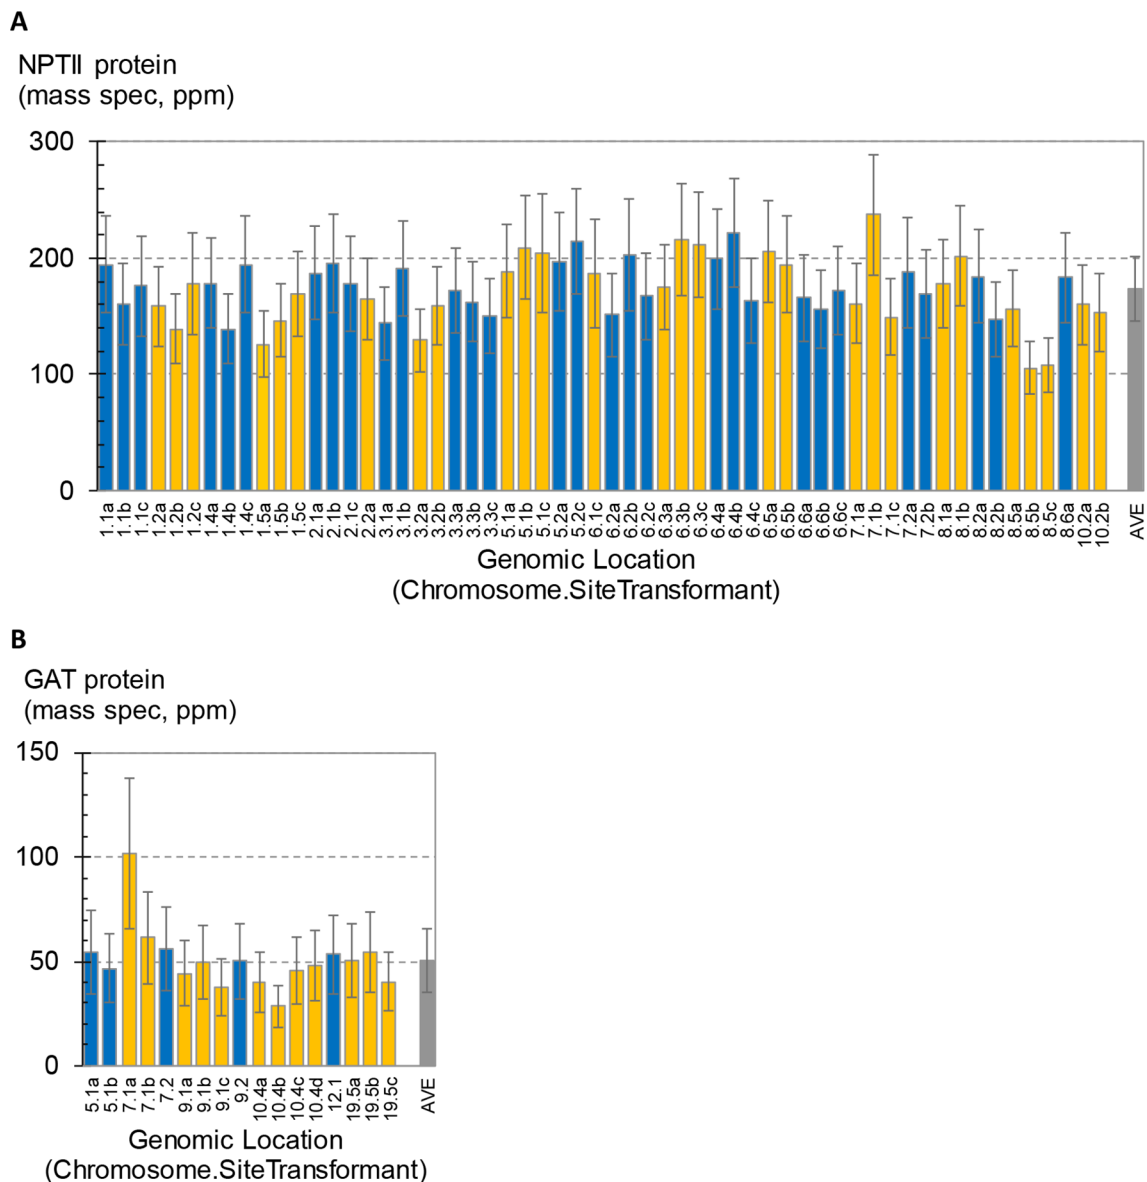 A
NPTII protein
(mass spec, ppm)
300
200
100
0
1.1a 1.1b 1.1c 1.2a 1.2b 1.2c 1.4a 1.4b 1.4c 1.5a 1.5b 1.5c 2.1a 2.1b 2.1c 2.2a 3.1a 3.1b 3.2a 3.2b 3.3a 3.3b 3.3c 5.1a 5.1b 5.1c 5.2a 5.2c 6.1c 6.2a 6.2b 6.2c 6.3a 6.3b 6.3c 6.4a 6.4b 6.4c 6.5a 6.5b 6.6a 6.6b 6.6c 7.1a 7.1b 7.1c 7.2a 7.2b 8.1a 8.1b 8.2a 8.2b 8.5a 8.5b 8.5c 8.6a 10.2a 10.2b AVE
Genomic Location
(Chromosome.SiteTransformant)
B
GAT protein
(mass spec, ppm)
150
100
50
0
5.1a 5.1b 7.1a 7.1b 7.2 9.1a 9.1b 9.1c 9.2 10.4a 10.4b 10.4c 10.4d 12.1 19.5a 19.5b 19.5c AVE
Genomic Location
(Chromosome.SiteTransformant)